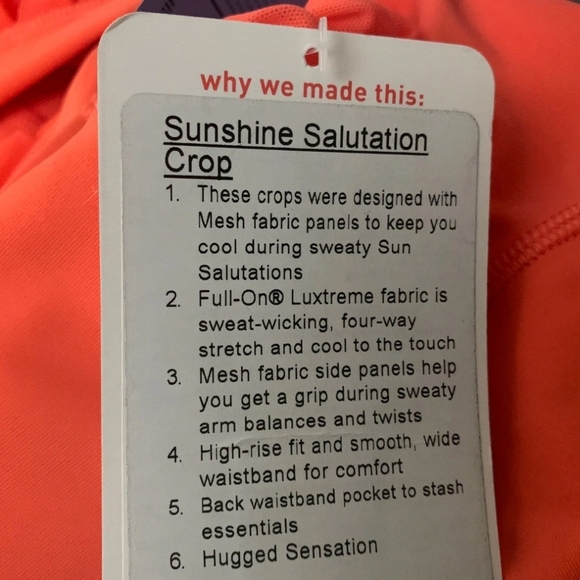 why we made this:
Sunshine Salutation
Crop
1. These crops were designed with
Mesh fabric panels to keep you
cool during sweaty Sun
Salutations
2. Full-On® Luxtreme fabric is
sweat-wicking, four-way
stretch and cool to the touch
3. Mesh fabric side panels help
you get a grip during sweaty
arm balances and twists
4. High-rise fit and smooth, wide
waistband for comfort
5. Back waistband pocket to stash
essentials
6. Hugged Sensation